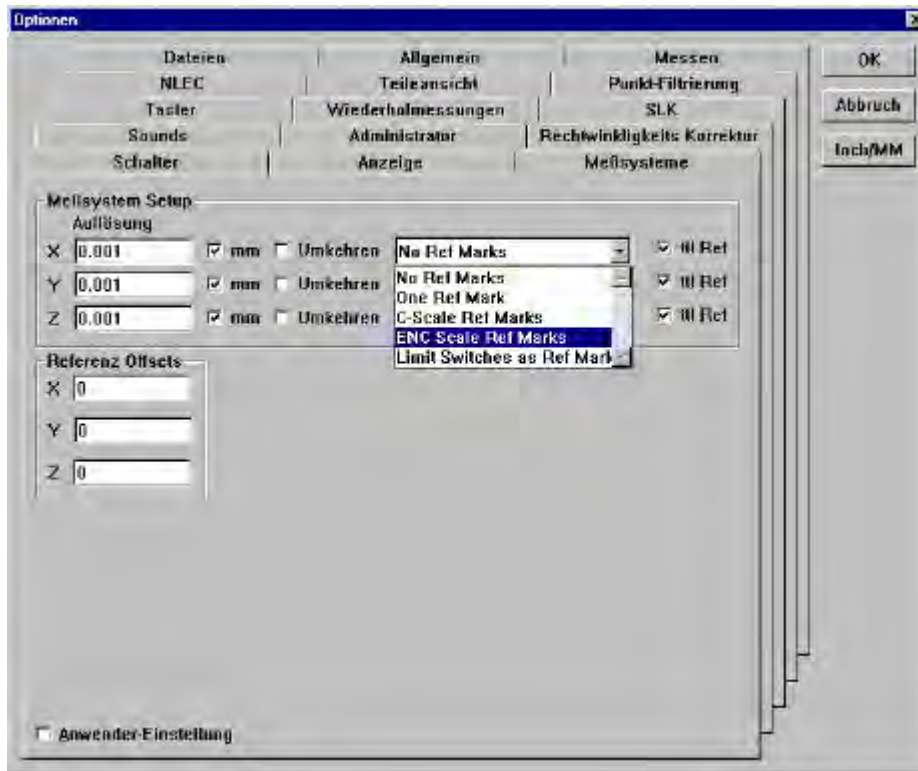 Optionen
Dateien Allgemein Messen
NLEC Teileansicht Punkt-Filtrierung
Taster Wiederholmessungen SLK
Sounds Administrator Rechtwinkligkeits Korrektur
Schalter Anzeige Meßsysteme
OK
Abbruch
Inch/MM
Meßsystem Setup
Auflösung
X 0.001 mm Umkehren No Ref Marks til Ref
Y 0.001 mm Umkehren til Ref
Z 0.001 mm Umkehren til Ref
No Ref Marks
One Ref Mark
C-Scale Ref Marks
ENC Scale Ref Marks
Limit Switches as Ref Mark
Referenz Offsets
X 0
Y 0
Z 0
Anwender-Einstellung